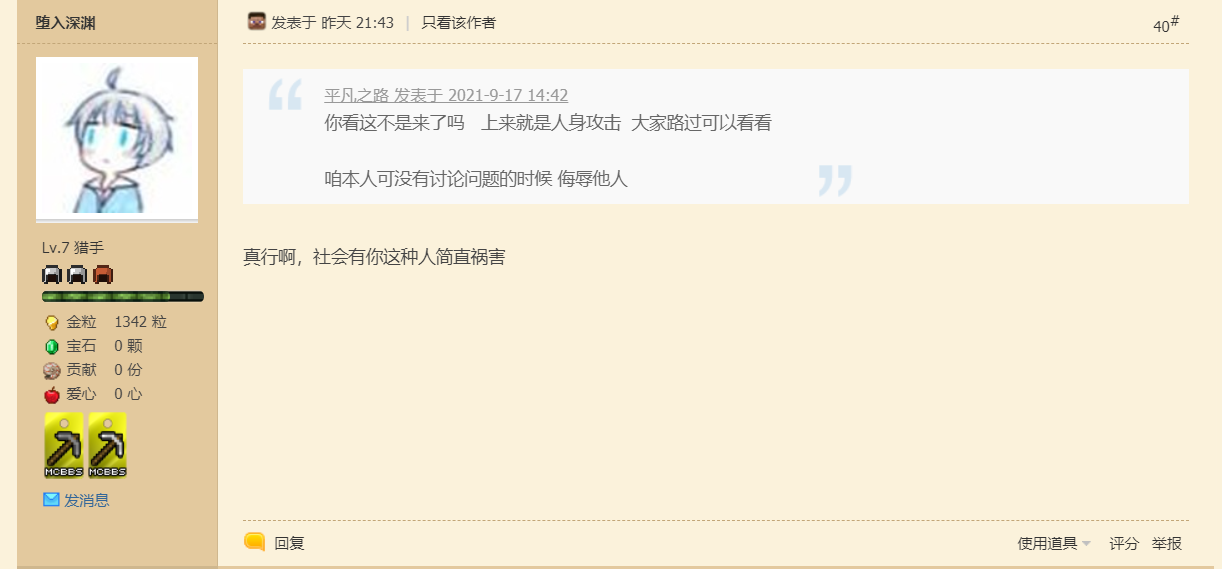 堕入深渊
发表于 昨天 21:43 | 只看该作者
40#
平凡之路 发表于 2021-9-17 14:42
你看这不是来了吗 上来就是人身攻击 大家路过可以看看
咱本人可没有讨论问题的时候 侮辱他人
真行啊，社会有你这种人简直祸害
Lv.7 猎手
金粒 1342 粒
宝石 0 颗
贡献 0 份
爱心 0 心
MCBBS MCBBS
发消息
回复
使用道具 评分 举报